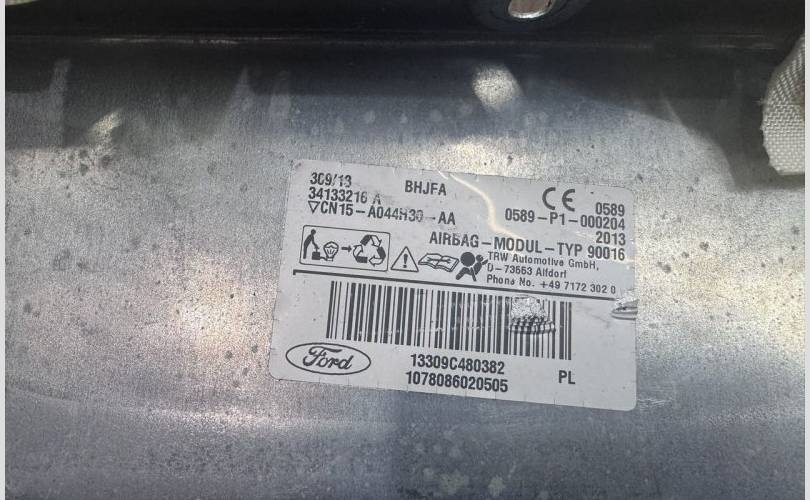 309/13 BHJFA CE 0589
34133216 A 0589-P1-000204
▽CN15-A044H30-AA 2013
AIRBAG-MODUL-TYP 90016
TRW Automotive GmbH,
D-73553 Alfdorf
Phone No. +49 7172 302 0
Ford
13309C480382 PL
1078086020505